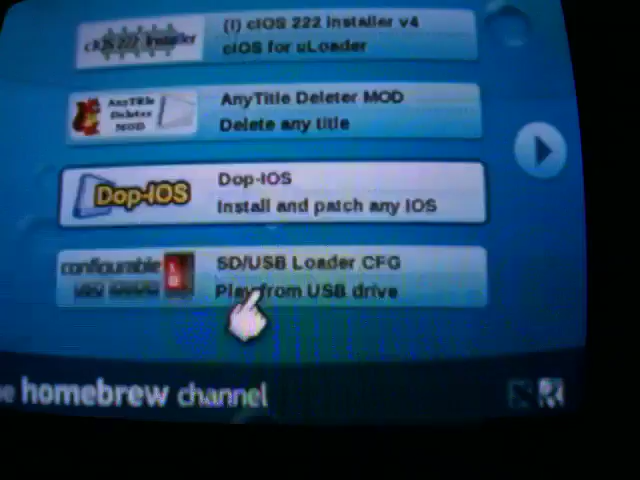 cIOS 222 Installer
(I) cIOS 222 installer v4
cIOS for uLoader
AnyTitle
Deleter
MOD
AnyTitle Deleter MOD
Delete any title
Dop-IOS
Dop-IOS
Install and patch any IOS
configurable
SD/USB Loader CFG
Play from USB drive
homebrew channel